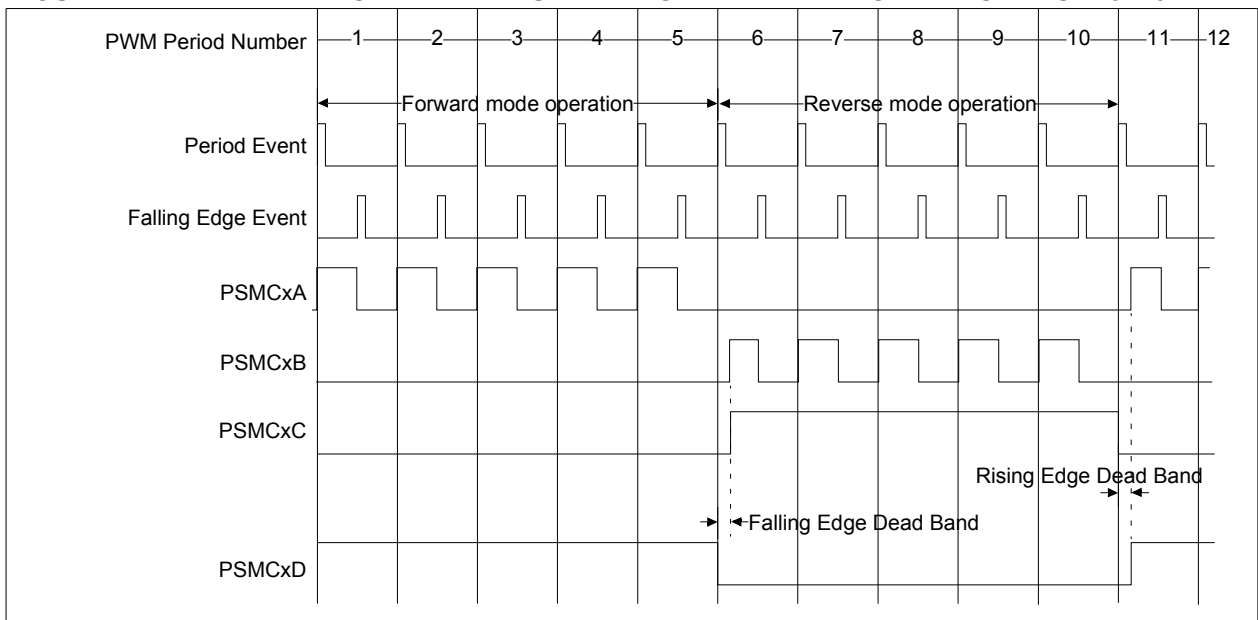 PWM Period Number 1 2 3 4 5 6 7 8 9 10 11 12
Forward mode operation Reverse mode operation
Period Event
Falling Edge Event
PSMCxA
PSMCxB
PSMCxC
Rising Edge Dead Band
Falling Edge Dead Band
PSMCxD